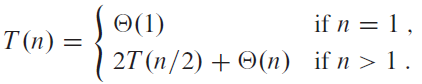 T(n) = { Θ(1) if n = 1 ,
2T(n/2) + Θ(n) if n > 1 .